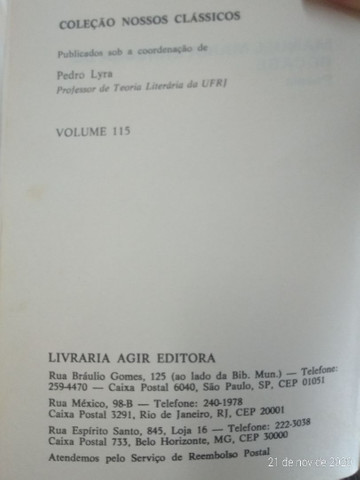 COLEÇÃO NOSSOS CLÁSSICOS
Publicados sob a coordenação de
Pedro Lyra
Professor de Teoria Literária da UFRJ
VOLUME 115
LIVRARIA AGIR EDITORA
Rua Bráulio Gomes, 125 (ao lado da Bib. Mun.) — Telefone:
259-4470 — Caixa Postal 6040, São Paulo, SP, CEP 01051
Rua México, 98-B — Telefone: 240-1978
Caixa Postal 3291, Rio de Janeiro, RJ, CEP 20001
Rua Espírito Santo, 845, Loja 16 — Telefone: 222-3038
Caixa Postal 733, Belo Horizonte, MG, CEP 30000
Atendemos pelo Serviço de Reembolso Postal
21 de nov de